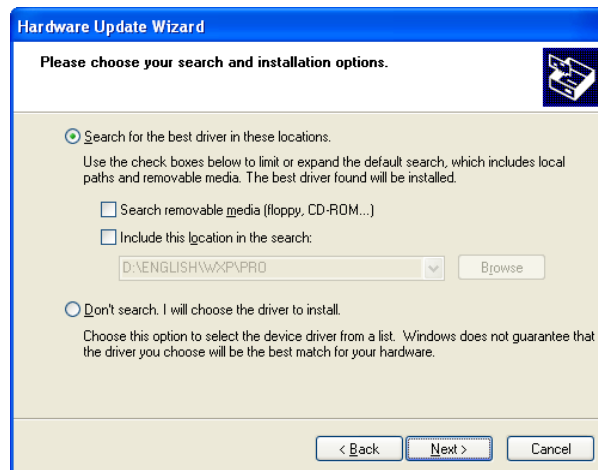 Hardware Update Wizard
Please choose your search and installation options.
Search for the best driver in these locations.
Use the check boxes below to limit or expand the default search, which includes local
paths and removable media. The best driver found will be installed.
Search removable media (floppy, CD-ROM...)
Include this location in the search:
D:\ENGLISH\WXP\PRO
Browse
Don't search. I will choose the driver to install.
Choose this option to select the device driver from a list. Windows does not guarantee that
the driver you choose will be the best match for your hardware.
< Back Next > Cancel